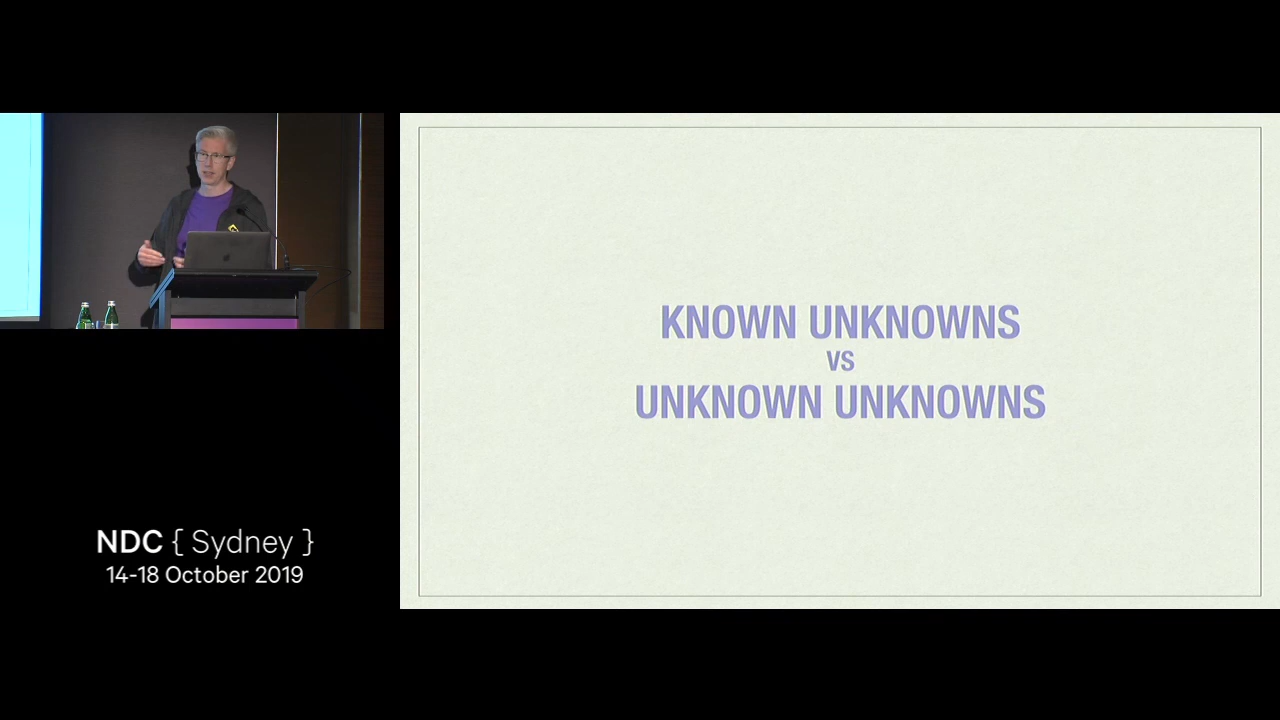 KNOWN UNKNOWNS
VS
UNKNOWN UNKNOWNS
NDC { Sydney }
14-18 October 2019